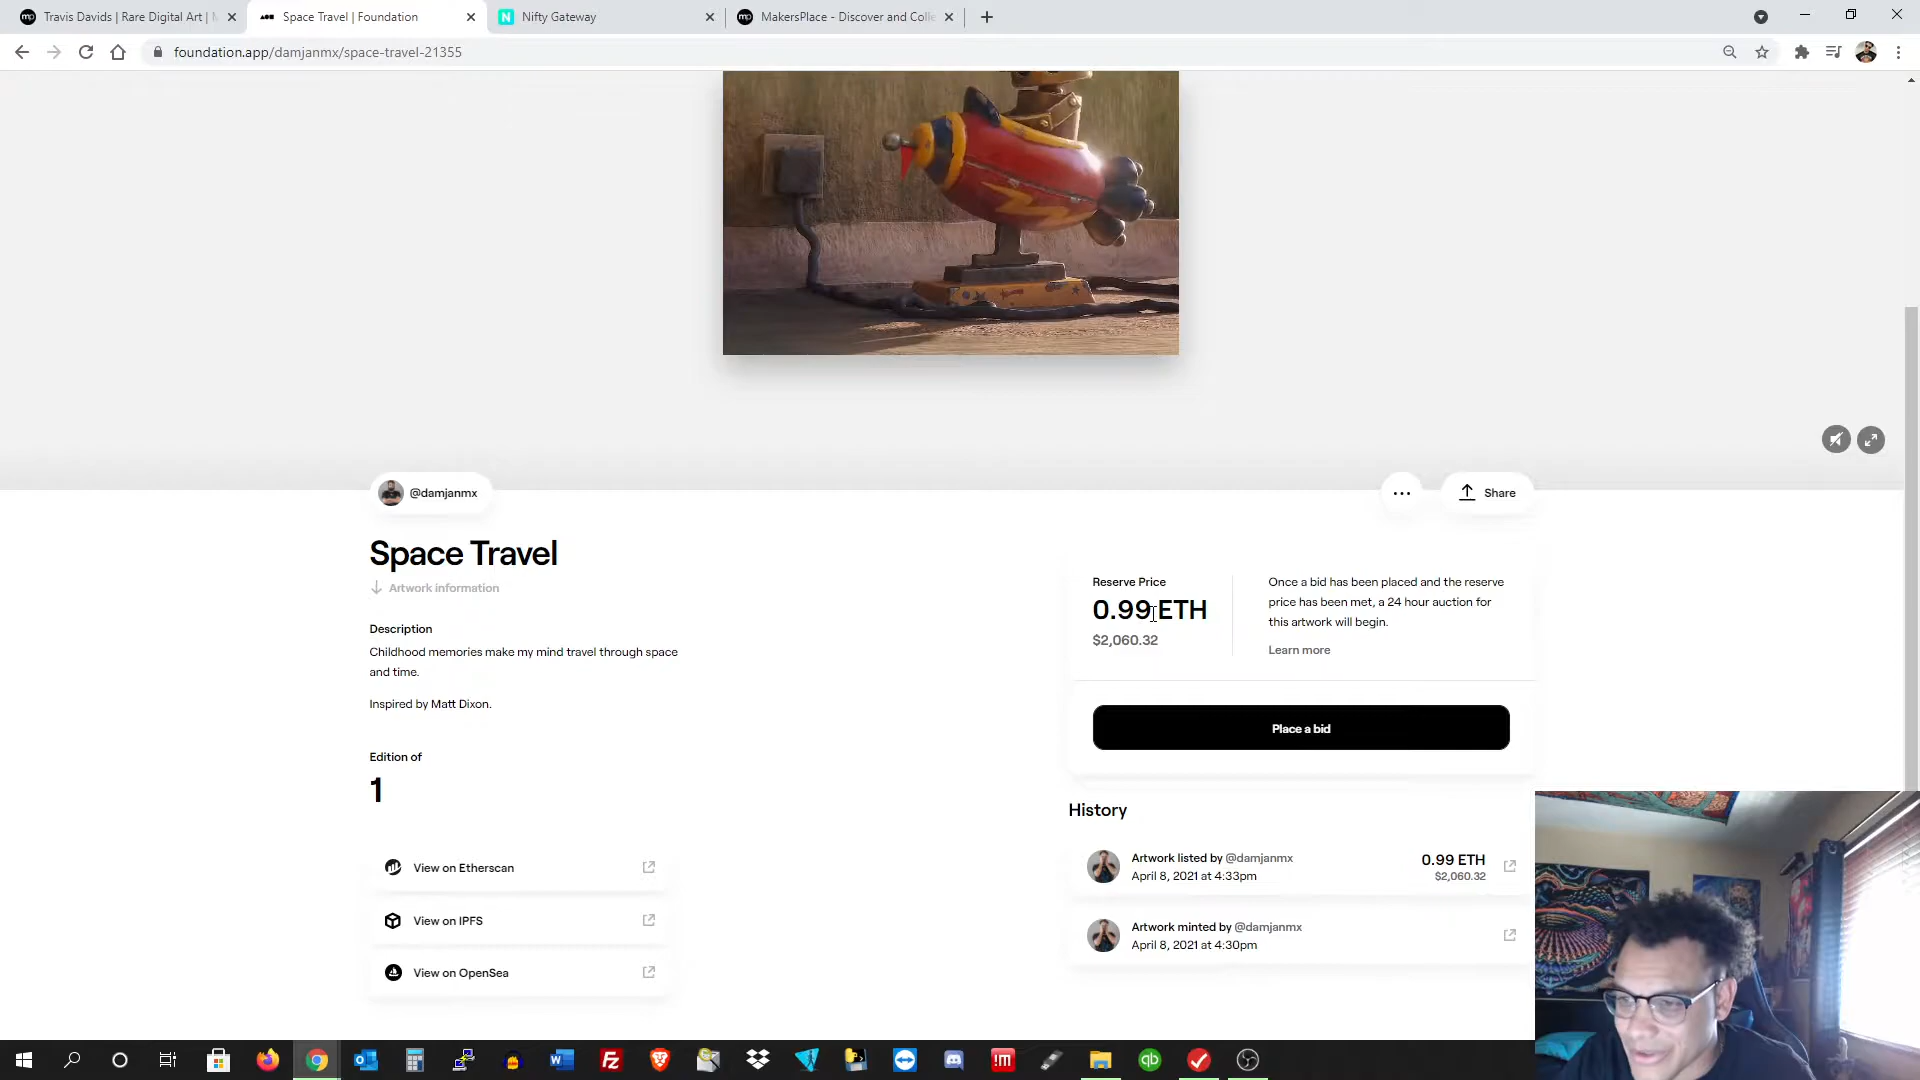 Travis Davids | Rare Digital Art |
Space Travel | Foundation
Nifty Gateway
MakersPlace - Discover and Colle
foundation.app/damjanmx/space-travel-21355
@damjanmx
Share
Space Travel
Artwork information
Description
Childhood memories make my mind travel through space
and time.
Inspired by Matt Dixon.
Edition of
1
View on Etherscan
View on IPFS
View on OpenSea
Reserve Price
0.99 ETH
$2,060.32
Once a bid has been placed and the reserve
price has been met, a 24 hour auction for
this artwork will begin.
Learn more
Place a bid
History
Artwork listed by @damjanmx
April 8, 2021 at 4:33pm
0.99 ETH
$2,060.32
Artwork minted by @damjanmx
April 8, 2021 at 4:30pm